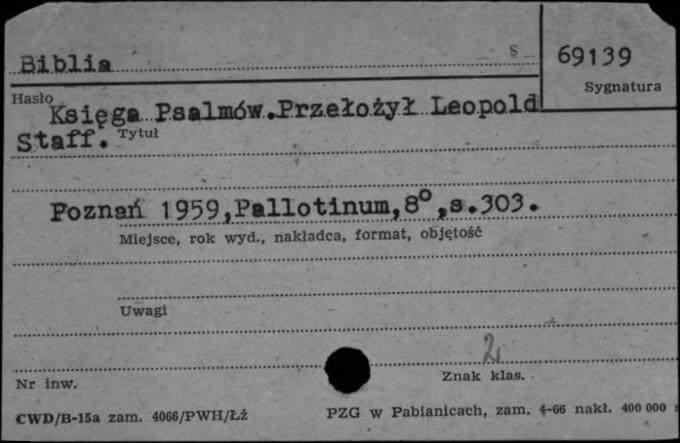 Biblia S 69139
Hasło Sygnatura
Księga Psalmów.Przełożył Leopold
Staff. Tytuł
Poznań 1959,Pallotinum,8°,s.303.
Miejsce, rok wyd., nakładca, format, objętość
Uwagi
2
Nr inw. Znak klas.
CWD/B-15a zam. 4066/PWH/Łź PZG w Pabianicach, zam. 4-66 nakł. 400 000 s